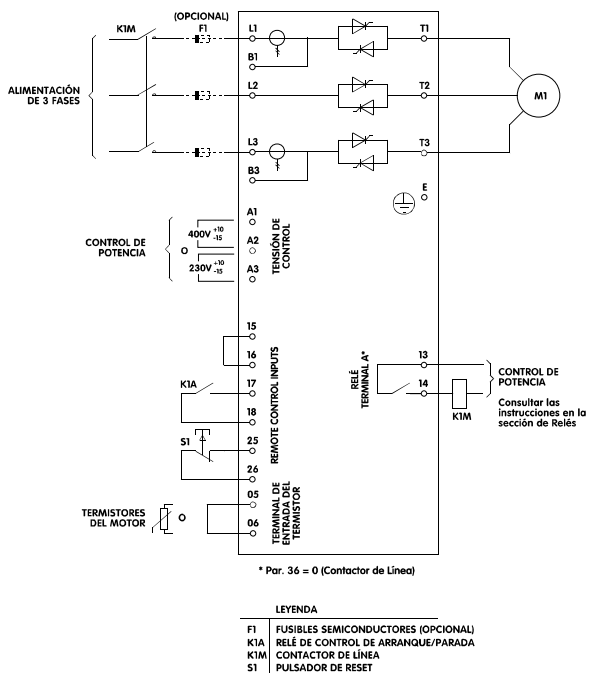 (OPCIONAL)
K1M
F1
L1
T1
B1
ALIMENTACIÓN
DE 3 FASES
L2
T2
M1
L3
T3
B3
E
A1
400V +10
-15
CONTROL DE
POTENCIA
O
A2
230V +10
-15
A3
TENSIÓN DE
CONTROL
15
16
K1A
17
18
S1
25
26
REMOTE CONTROL INPUTS
RELÉ
TERMINAL A*
13
14
K1M
CONTROL DE
POTENCIA
Consultar las
instrucciones en la
sección de Relés
TERMISTORES
DEL MOTOR
O
05
06
TERMINAL DE
ENTRADA DEL
TERMISTOR
* Par. 36 = 0 (Contactor de Línea)
LEYENDA
F1 FUSIBLES SEMICONDUCTORES (OPCIONAL)
K1A RELÉ DE CONTROL DE ARRANQUE/PARADA
K1M CONTACTOR DE LÍNEA
S1 PULSADOR DE RESET